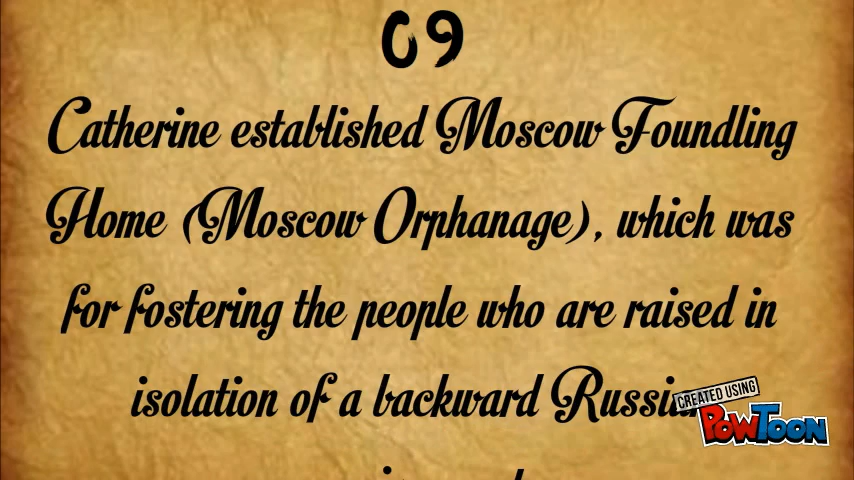 09
Catherine established Moscow Foundling
Home (Moscow Orphanage), which was
for fostering the people who are raised in
isolation of a backward Russian
CREATED USING
POWTOON